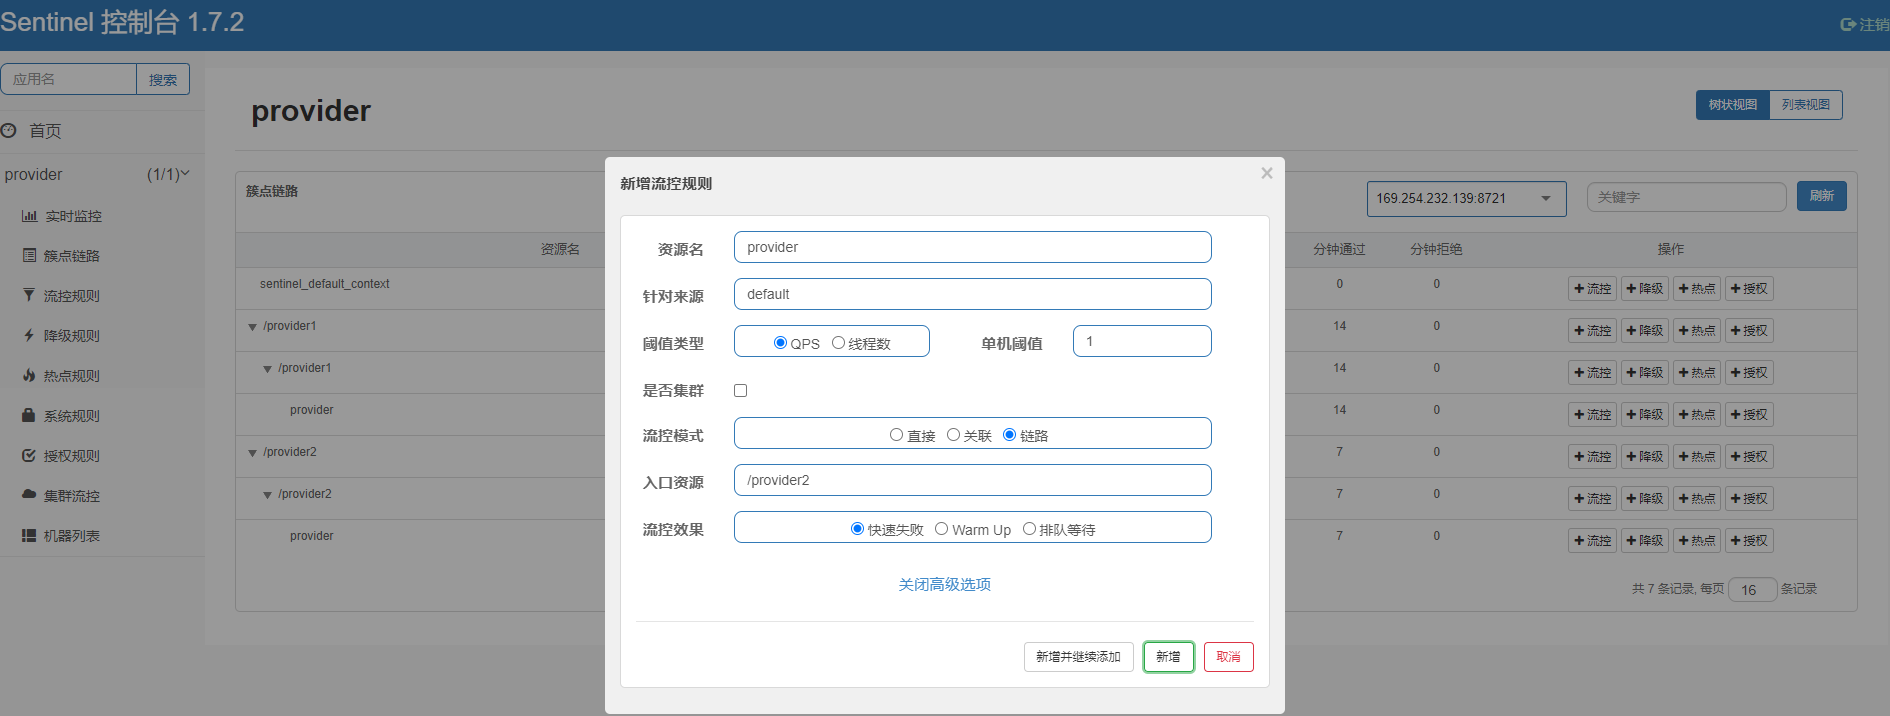 Sentinel 控制台 1.7.2
注销
应用名
搜索
首页
provider (1/1)
实时监控
簇点链路
流控规则
降级规则
热点规则
系统规则
授权规则
集群流控
机器列表
provider
树状视图 列表视图
簇点链路
169.254.232.139:8721
关键字
刷新
资源名 分钟通过 分钟拒绝 操作
sentinel_default_context 0 0 流控 降级 热点 授权
/provider1 14 0 流控 降级 热点 授权
/provider1 14 0 流控 降级 热点 授权
provider 14 0 流控 降级 热点 授权
/provider2 7 0 流控 降级 热点 授权
/provider2 7 0 流控 降级 热点 授权
provider 7 0 流控 降级 热点 授权
共 7 条记录, 每页 16 条记录
新增流控规则 ×
资源名 provider
针对来源 default
阈值类型 QPS 线程数 单机阈值 1
是否集群
流控模式 直接 关联 链路
入口资源 /provider2
流控效果 快速失败 Warm Up 排队等待
关闭高级选项
新增并继续添加 新增 取消